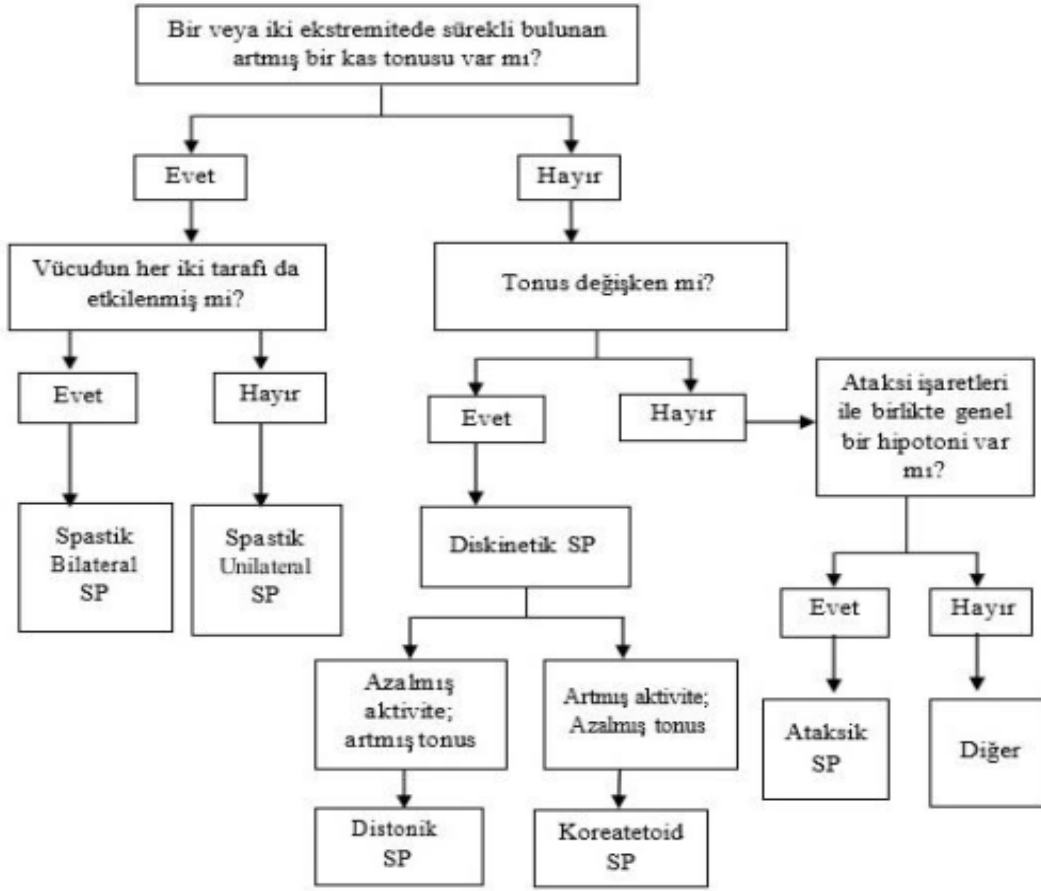 Bir veya iki ekstremitede sürekli bulunan
artmış bir kas tonusu var mı?
Evet
Hayır
Vücudun her iki tarafı da
etkilenmiş mi?
Tonus değişken mi?
Evet
Hayır
Evet
Hayır
Ataksi işaretleri
ile birlikte genel
bir hipotoni var
mı?
Spastik
Bilateral
SP
Spastik
Unilateral
SP
Diskinetik SP
Evet
Hayır
Azalmış
aktivite;
artmış tonus
Artmış aktivite;
Azalmış tonus
Ataksik
SP
Diğer
Distonik
SP
Koreatetoid
SP